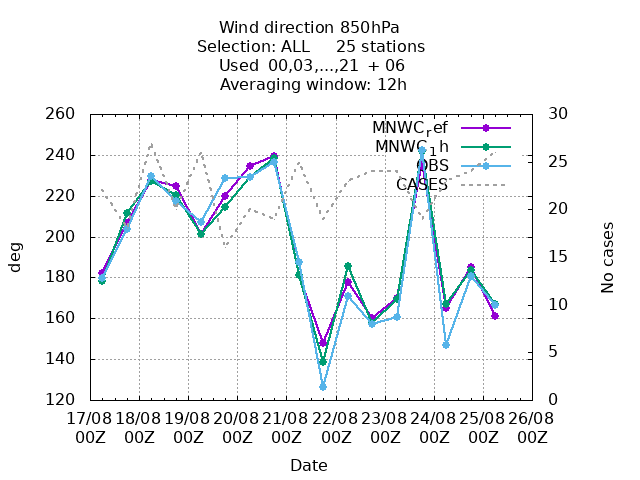 Wind direction 850hPa
Selection: ALL 25 stations
Used 00,03,...,21 + 06
Averaging window: 12h
260
240
220
200
180
160
140
120
deg
30
25
20
15
10
5
0
No cases
MNWCref
MNWC1h
OBS
CASES
17/08 18/08 19/08 20/08 21/08 22/08 23/08 24/08 25/08 26/08
00Z 00Z 00Z 00Z 00Z 00Z 00Z 00Z 00Z 00Z
Date